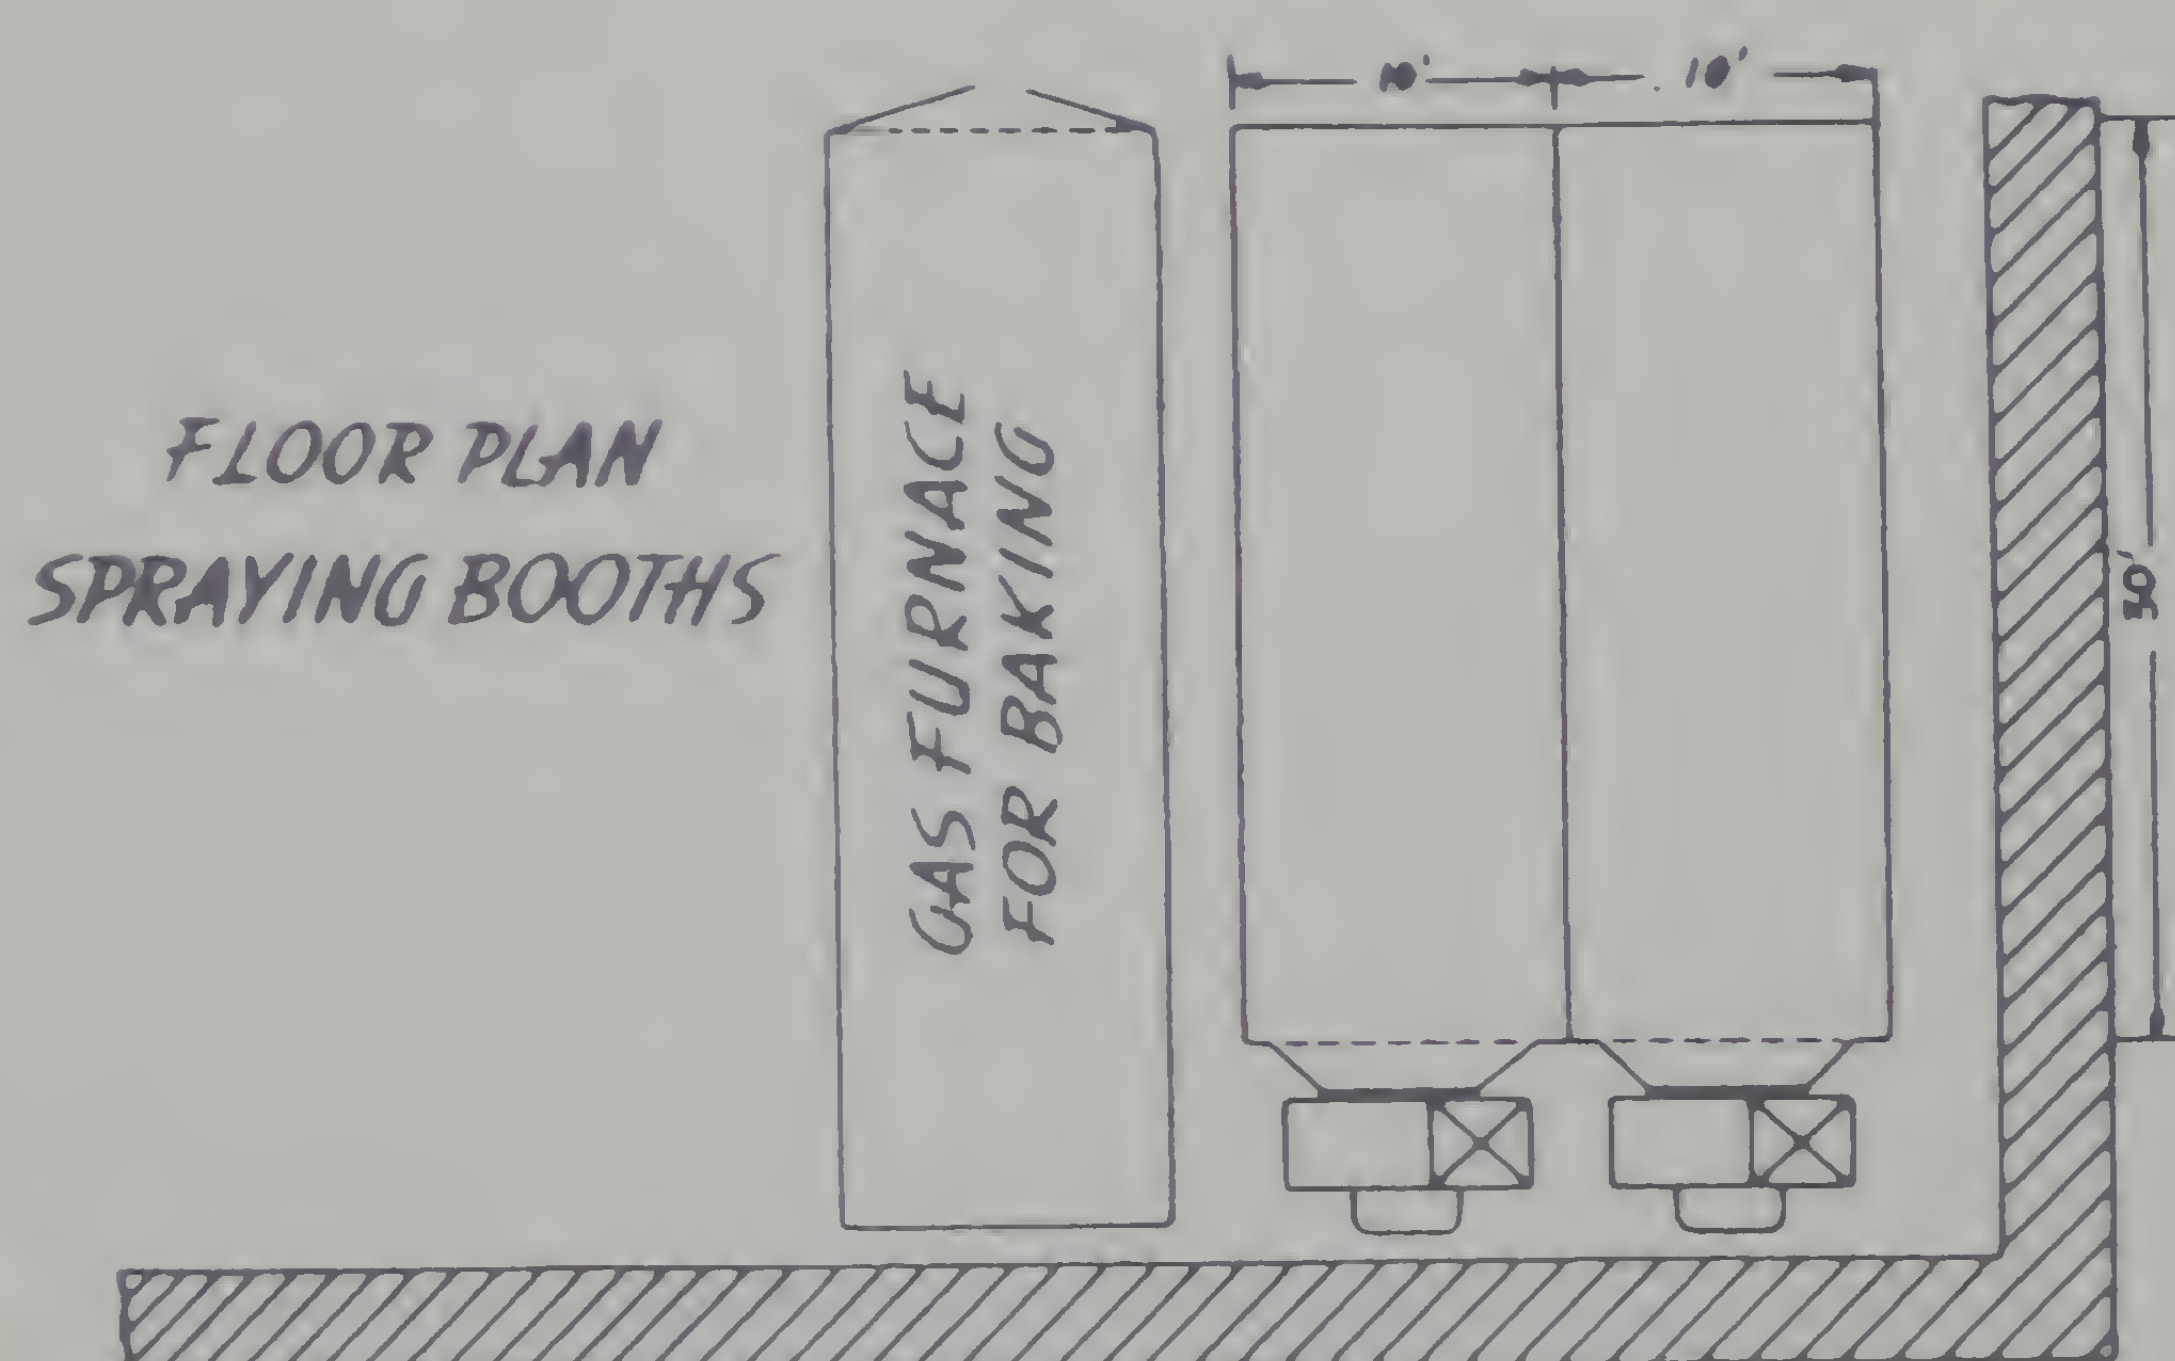 10' 10'
FLOOR PLAN
SPRAYING BOOTHS
GAS FURNACE
FOR BAKING
30'